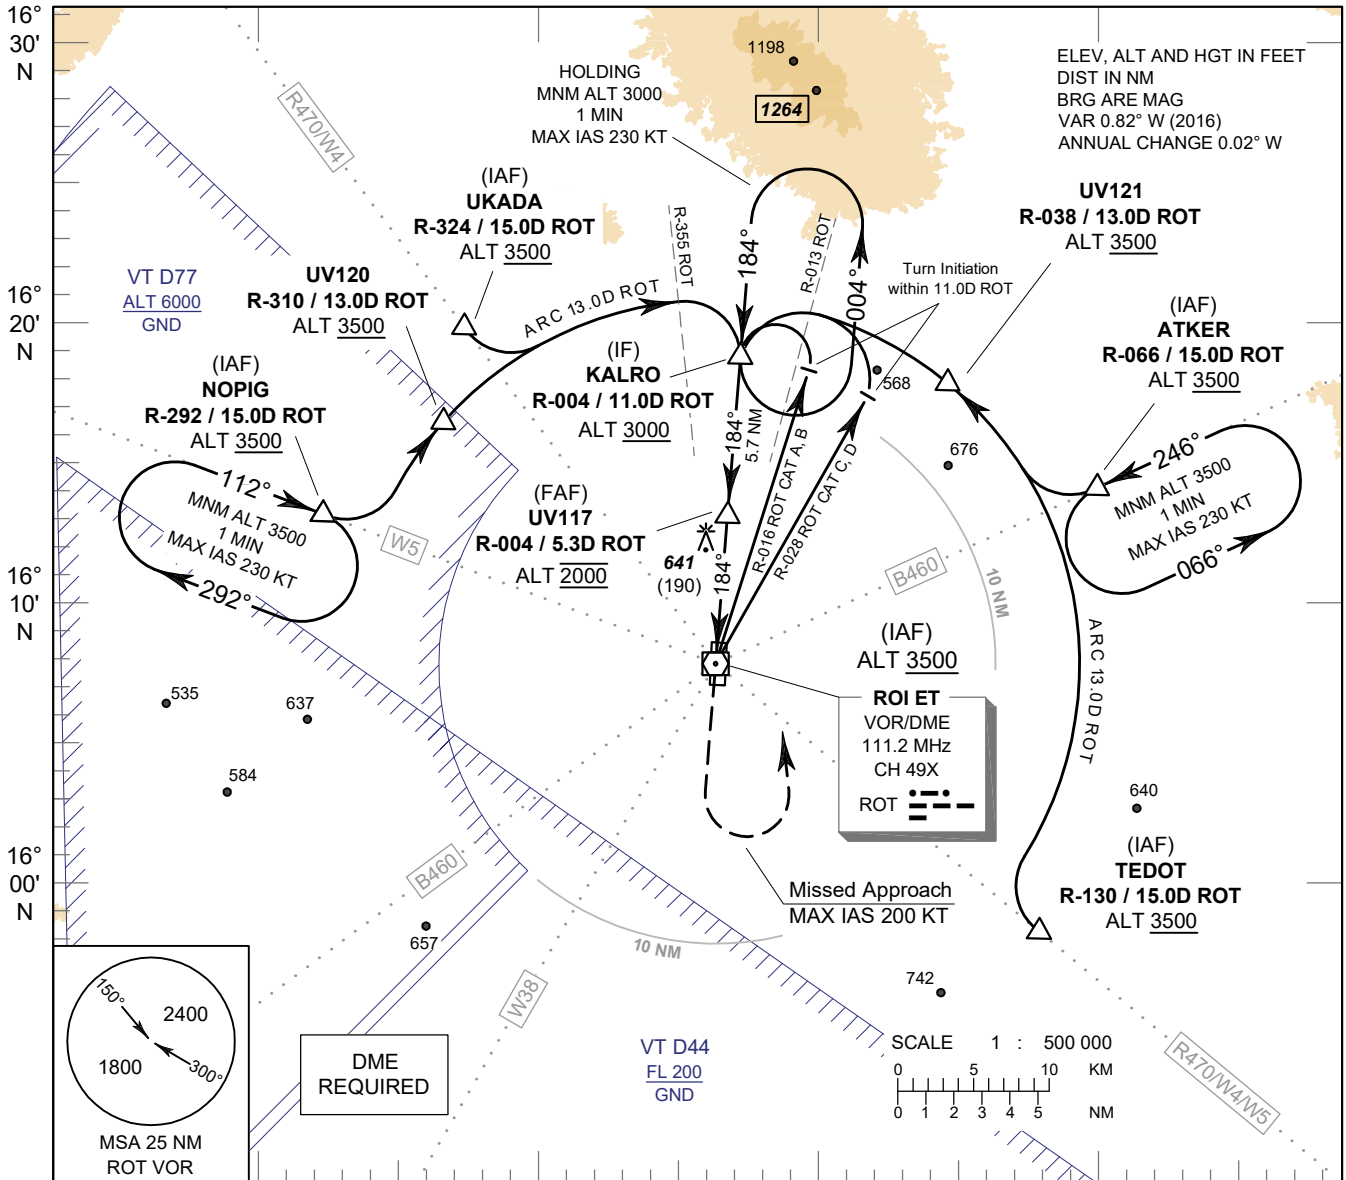 16°
30'
N
16°
20'
N
16°
10'
N
16°
00'
N
1198
1264
HOLDING
MNM ALT 3000
1 MIN
MAX IAS 230 KT
ELEV, ALT AND HGT IN FEET
DIST IN NM
BRG ARE MAG
VAR 0.82° W (2016)
ANNUAL CHANGE 0.02° W
R470/W4
(IAF)
UKADA
R-324 / 15.0D ROT
ALT 3500
UV121
R-038 / 13.0D ROT
ALT 3500
R-355 ROT
R-013 ROT
184°
004°
Turn Initiation
within 11.0D ROT
VT D77
ALT 6000
GND
UV120
R-310 / 13.0D ROT
ALT 3500
ARC 13.0D ROT
(IAF)
ATKER
R-066 / 15.0D ROT
ALT 3500
(IAF)
NOPIG
R-292 / 15.0D ROT
ALT 3500
(IF)
KALRO
R-004 / 11.0D ROT
ALT 3000
568
184°
5.7 NM
R-016 ROT CAT A, B
R-028 ROT CAT C, D
676
112°
MNM ALT 3500
1 MIN
MAX IAS 230 KT
292°
246°
MNM ALT 3500
1 MIN
MAX IAS 230 KT
066°
(FAF)
UV117
R-004 / 5.3D ROT
ALT 2000
W5
641
(190)
184°
B460
10 NM
(IAF)
ALT 3500
ROI ET
VOR/DME
111.2 MHz
CH 49X
ROT
ARC 13.0D ROT
535
637
584
640
(IAF)
TEDOT
R-130 / 15.0D ROT
ALT 3500
B460
Missed Approach
MAX IAS 200 KT
657
10 NM
742
W38
150°
2400
1800
300°
MSA 25 NM
ROT VOR
DME
REQUIRED
VT D44
FL 200
GND
SCALE 1 : 500 000
0 5 10 KM
0 1 2 3 4 5 NM
R470/W4/W5